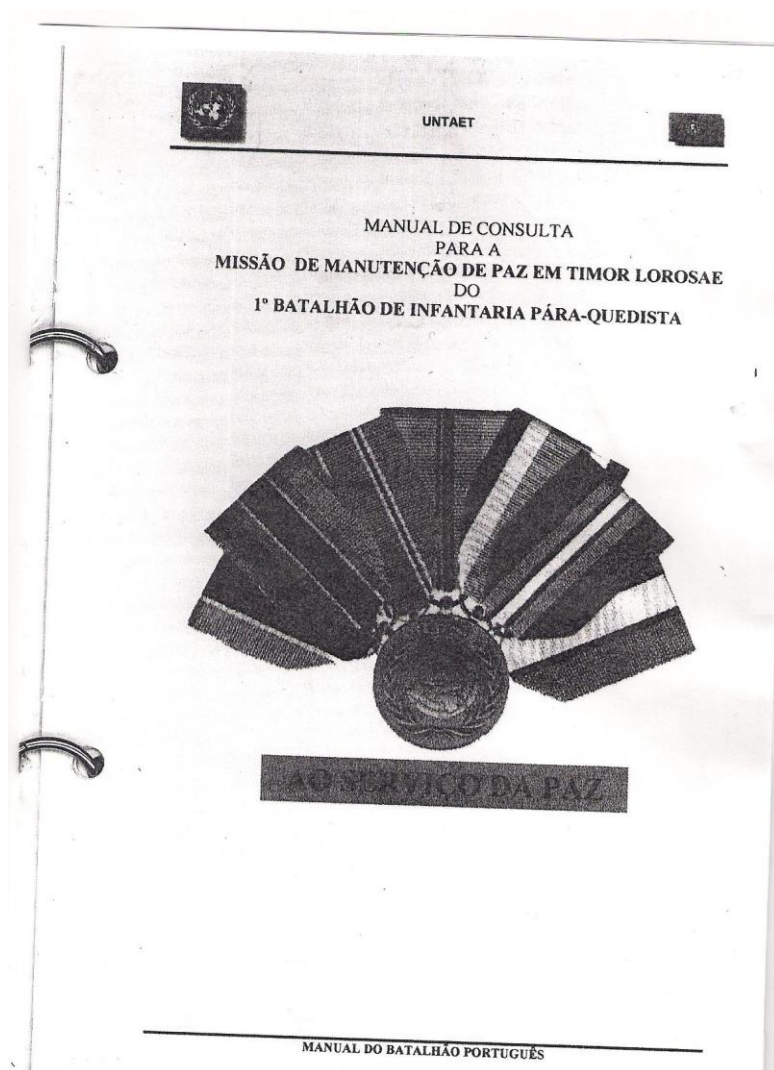 UNTAET
MANUAL DE CONSULTA
PARA A
MISSÃO DE MANUTENÇÃO DE PAZ EM TIMOR LOROSAE
DO
1º BATALHÃO DE INFANTARIA PÁRA-QUEDISTA
AO SERVIÇO DA PAZ
MANUAL DO BATALHÃO PORTUGUÊS